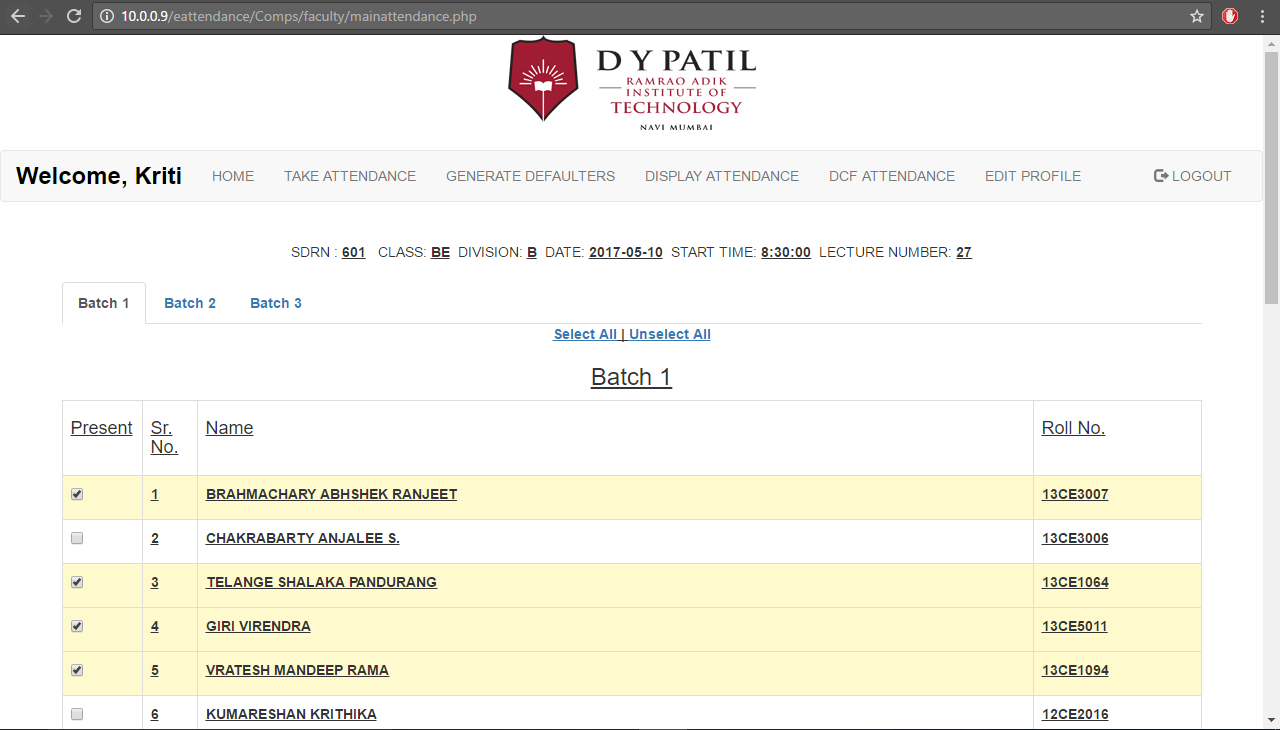 10.0.0.9/eattendance/Comps/faculty/mainattendance.php
D Y PATIL
RAMRAO ADIK
INSTITUTE OF
TECHNOLOGY
NAVI MUMBAI
Welcome, Kriti HOME TAKE ATTENDANCE GENERATE DEFAULTERS DISPLAY ATTENDANCE DCF ATTENDANCE EDIT PROFILE LOGOUT
SDRN : 601 CLASS: BE DIVISION: B DATE: 2017-05-10 START TIME: 8:30:00 LECTURE NUMBER: 27
Batch 1 Batch 2 Batch 3
Select All | Unselect All
Batch 1
Present Sr. No. Name Roll No.
1 BRAHMACHARY ABHSHEK RANJEET 13CE3007
2 CHAKRABARTY ANJALEE S. 13CE3006
3 TELANGE SHALAKA PANDURANG 13CE1064
4 GIRI VIRENDRA 13CE5011
5 VRATESH MANDEEP RAMA 13CE1094
6 KUMARESHAN KRITHIKA 12CE2016